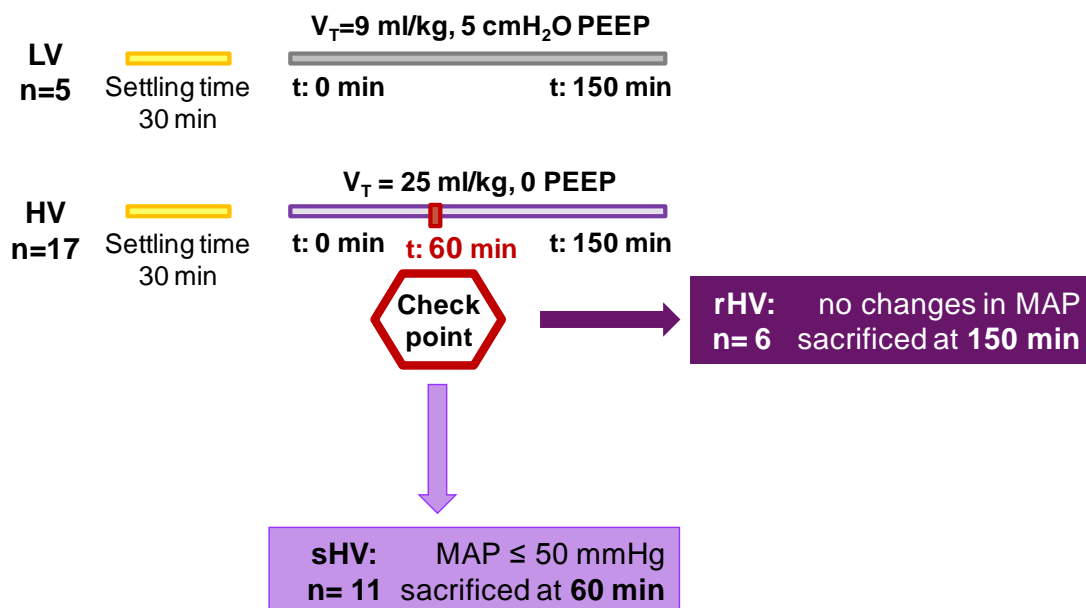 V_T=9 ml/kg, 5 cmH₂O PEEP
LV
n=5
Settling time
30 min
t: 0 min
t: 150 min
V_T = 25 ml/kg, 0 PEEP
HV
n=17
Settling time
30 min
t: 0 min
t: 60 min
t: 150 min
Check
point
rHV: no changes in MAP
n= 6 sacrificed at 150 min
sHV: MAP ≤ 50 mmHg
n= 11 sacrificed at 60 min